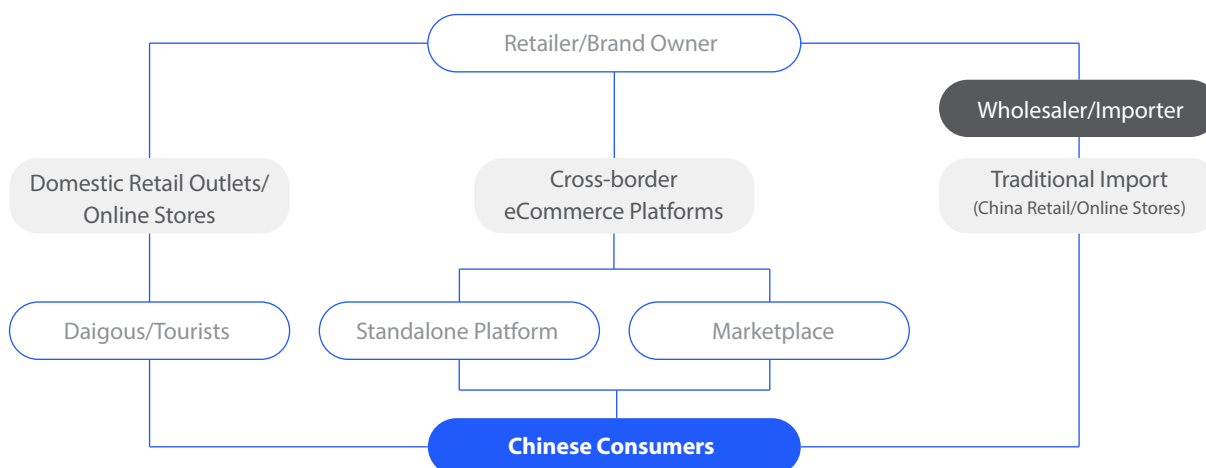 Retailer/Brand Owner
Wholesaler/Importer
Domestic Retail Outlets/
Online Stores
Cross-border
eCommerce Platforms
Traditional Import
(China Retail/Online Stores)
Daigous/Tourists
Standalone Platform
Marketplace
Chinese Consumers